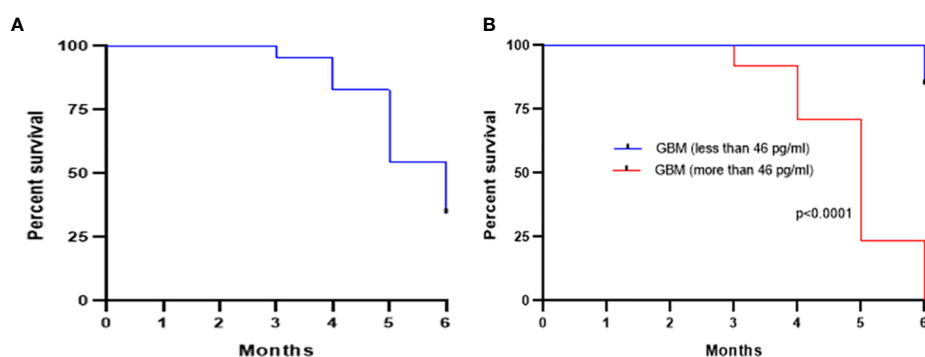 A
100
75
50
25
0
Percent survival
0 1 2 3 4 5 6
Months
B
100
75
50
25
0
Percent survival
GBM (less than 46 pg/ml)
GBM (more than 46 pg/ml)
p<0.0001
0 1 2 3 4 5 6
Months